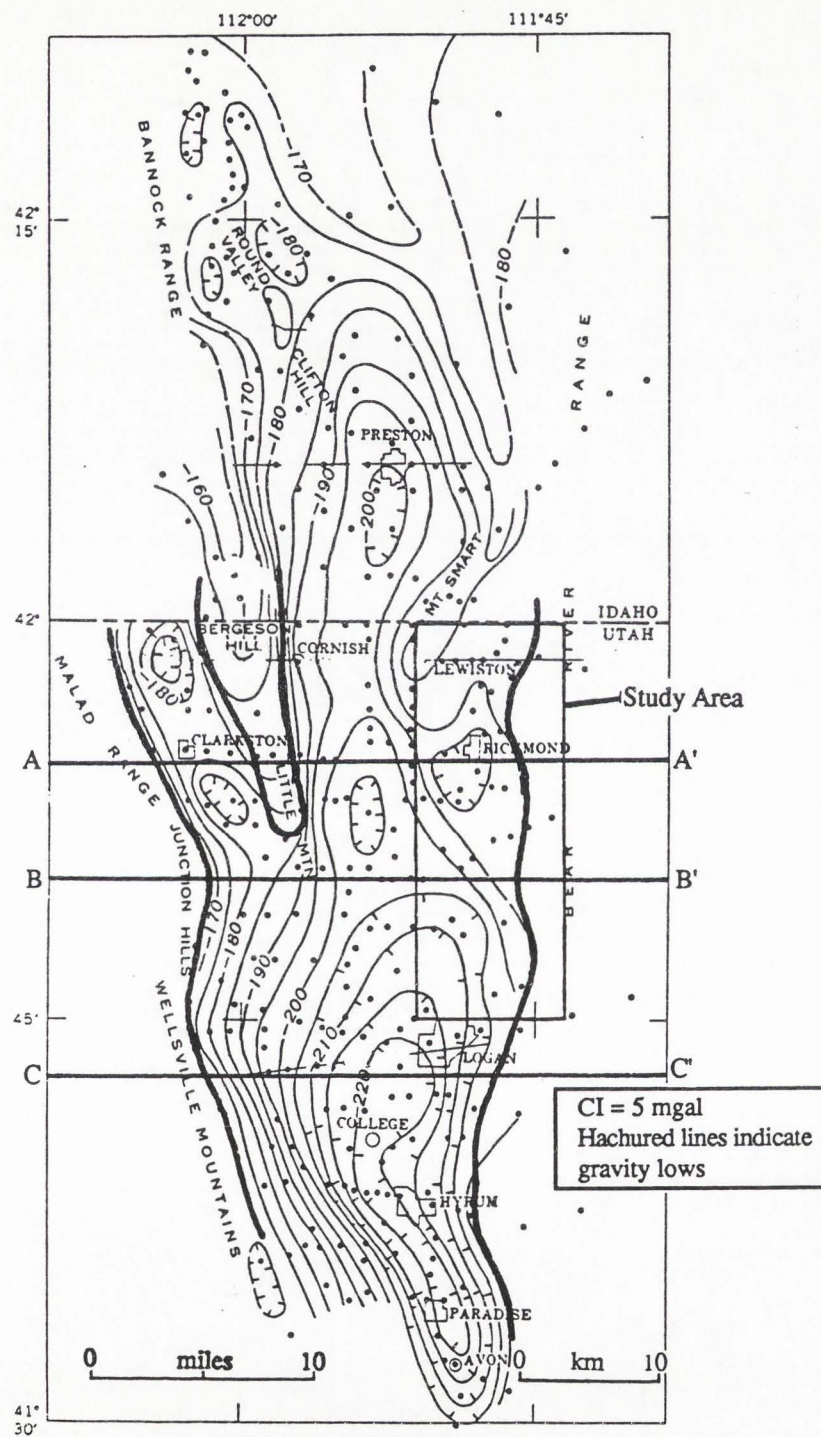 112°00′
111°45′
BANNOCK RANGE
-170
42°
15′
-180
ROUND
VALLEY
-180
RANGE
CLIFTON
HILL
-170
-180
PRESTON
-190
-160
-200
MT SMART
42°
IDAHO
UTAH
BERGESON
HILL
CORNISH
RIVER
LEWISTON
-180
MALAD RANGE
Study Area
CLARKSTON
RICHMOND
A
A'
LITTLE
MTN
JUNCTION HILLS
B
B'
BEAR
-170
-180
-190
-200
WELLSVILLE MOUNTAINS
45′
-210
LOGAN
C
C"
-220
CI = 5 mgal
Hachured lines indicate
gravity lows
COLLEGE
HYRUM
PARADISE
0 miles 10
AVON
0 km 10
41°
30′